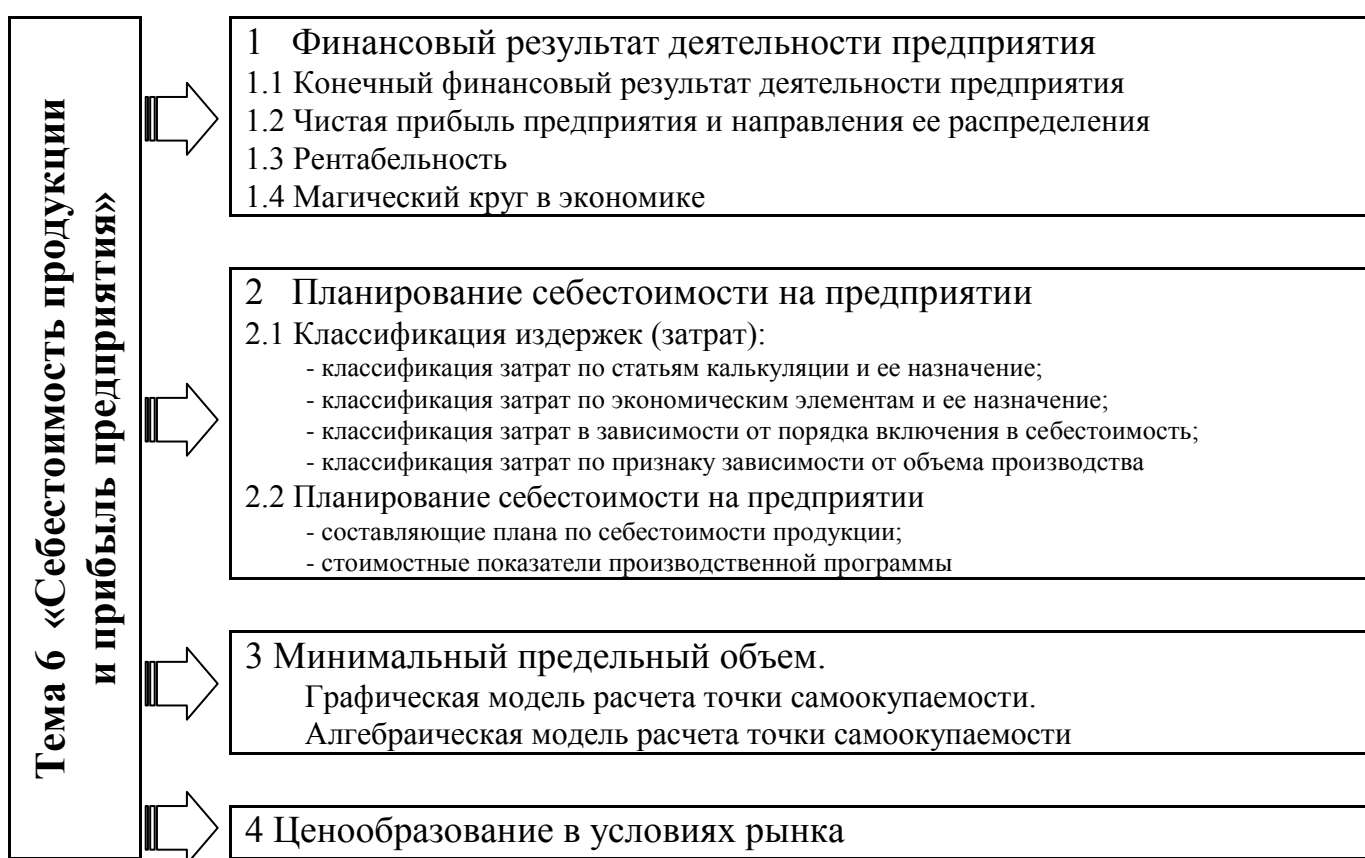 Тема 6 «Себестоимость продукции
и прибыль предприятия»
1 Финансовый результат деятельности предприятия
1.1 Конечный финансовый результат деятельности предприятия
1.2 Чистая прибыль предприятия и направления ее распределения
1.3 Рентабельность
1.4 Магический круг в экономике
2 Планирование себестоимости на предприятии
2.1 Классификация издержек (затрат):
- классификация затрат по статьям калькуляции и ее назначение;
- классификация затрат по экономическим элементам и ее назначение;
- классификация затрат в зависимости от порядка включения в себестоимость;
- классификация затрат по признаку зависимости от объема производства
2.2 Планирование себестоимости на предприятии
- составляющие плана по себестоимости продукции;
- стоимостные показатели производственной программы
3 Минимальный предельный объем.
Графическая модель расчета точки самоокупаемости.
Алгебраическая модель расчета точки самоокупаемости
4 Ценообразование в условиях рынка